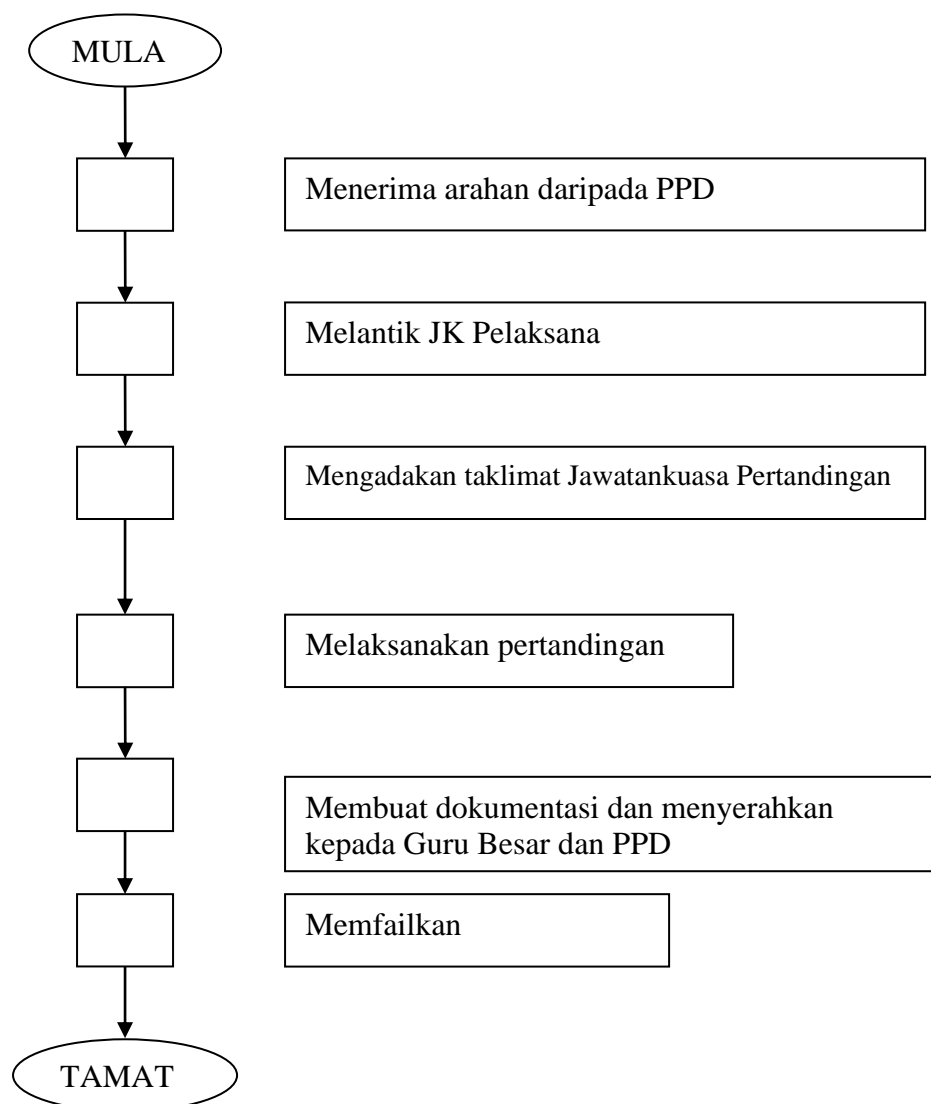 MULA
Menerima arahan daripada PPD
Melantik JK Pelaksana
Mengadakan taklimat Jawatankuasa Pertandingan
Melaksanakan pertandingan
Membuat dokumentasi dan menyerahkan
kepada Guru Besar dan PPD
Memfailkan
TAMAT